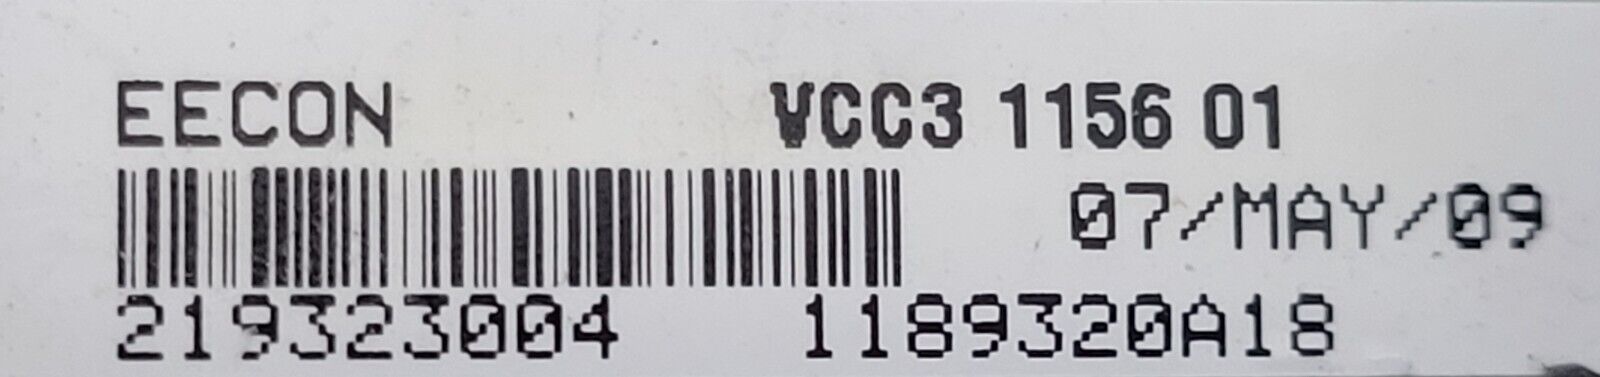 EECON VCC3 1156 01
07/MAY/09
219323004 1189320A18